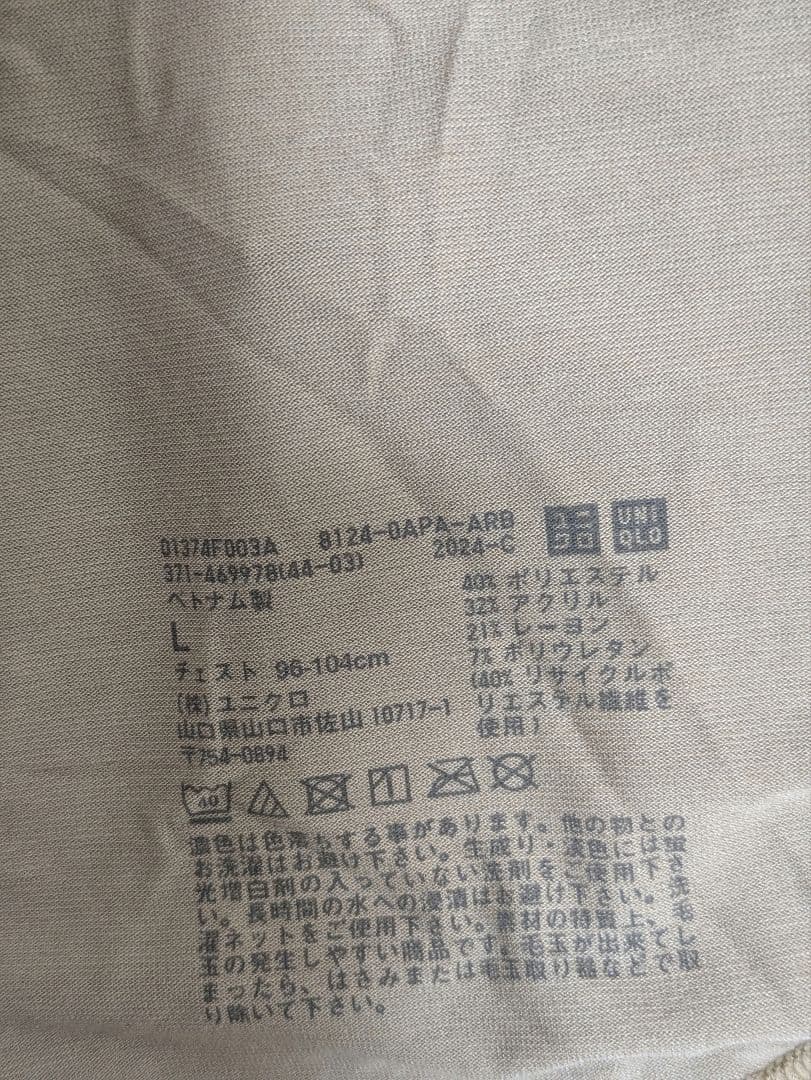 01374F003A 8124-0APA-ARB
371-469978(44-03) 2024-C
ユニクロ
UNI
QLO
ベトナム製
L
チェスト 96-104cm
(株)ユニクロ
山口県山口市佐山10717-1
〒754-0894
40% ポリエステル
32% アクリル
21% レーヨン
7% ポリウレタン
(40% リサイクルポ
リエステル繊維を
使用)
40
濃色は色落ちする事があります。他の物との
お洗濯はお避け下さい。生成り・淡色には蛍
光増白剤の入っていない洗剤をご使用下さ
い。長時間の水への浸漬はお避け下さい。洗
濯ネットをご使用下さい。素材の特質上、毛
玉の発生しやすい商品です。毛玉が出来てし
まったら、はさみまたは毛玉取り器などで取
り除いて下さい。